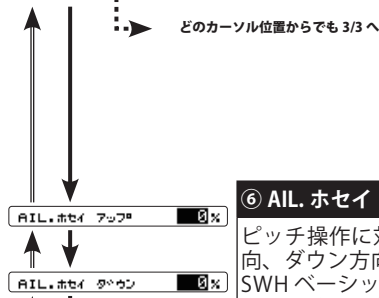 どのカーソル位置からでも 3/3 へ
AIL.ホセイ アップ 0%
⑥ AIL. ホセイ
ピッチ操作に
向、ダウン方向
SWH ベーシッ
AIL.ホセイ ダウン 0%